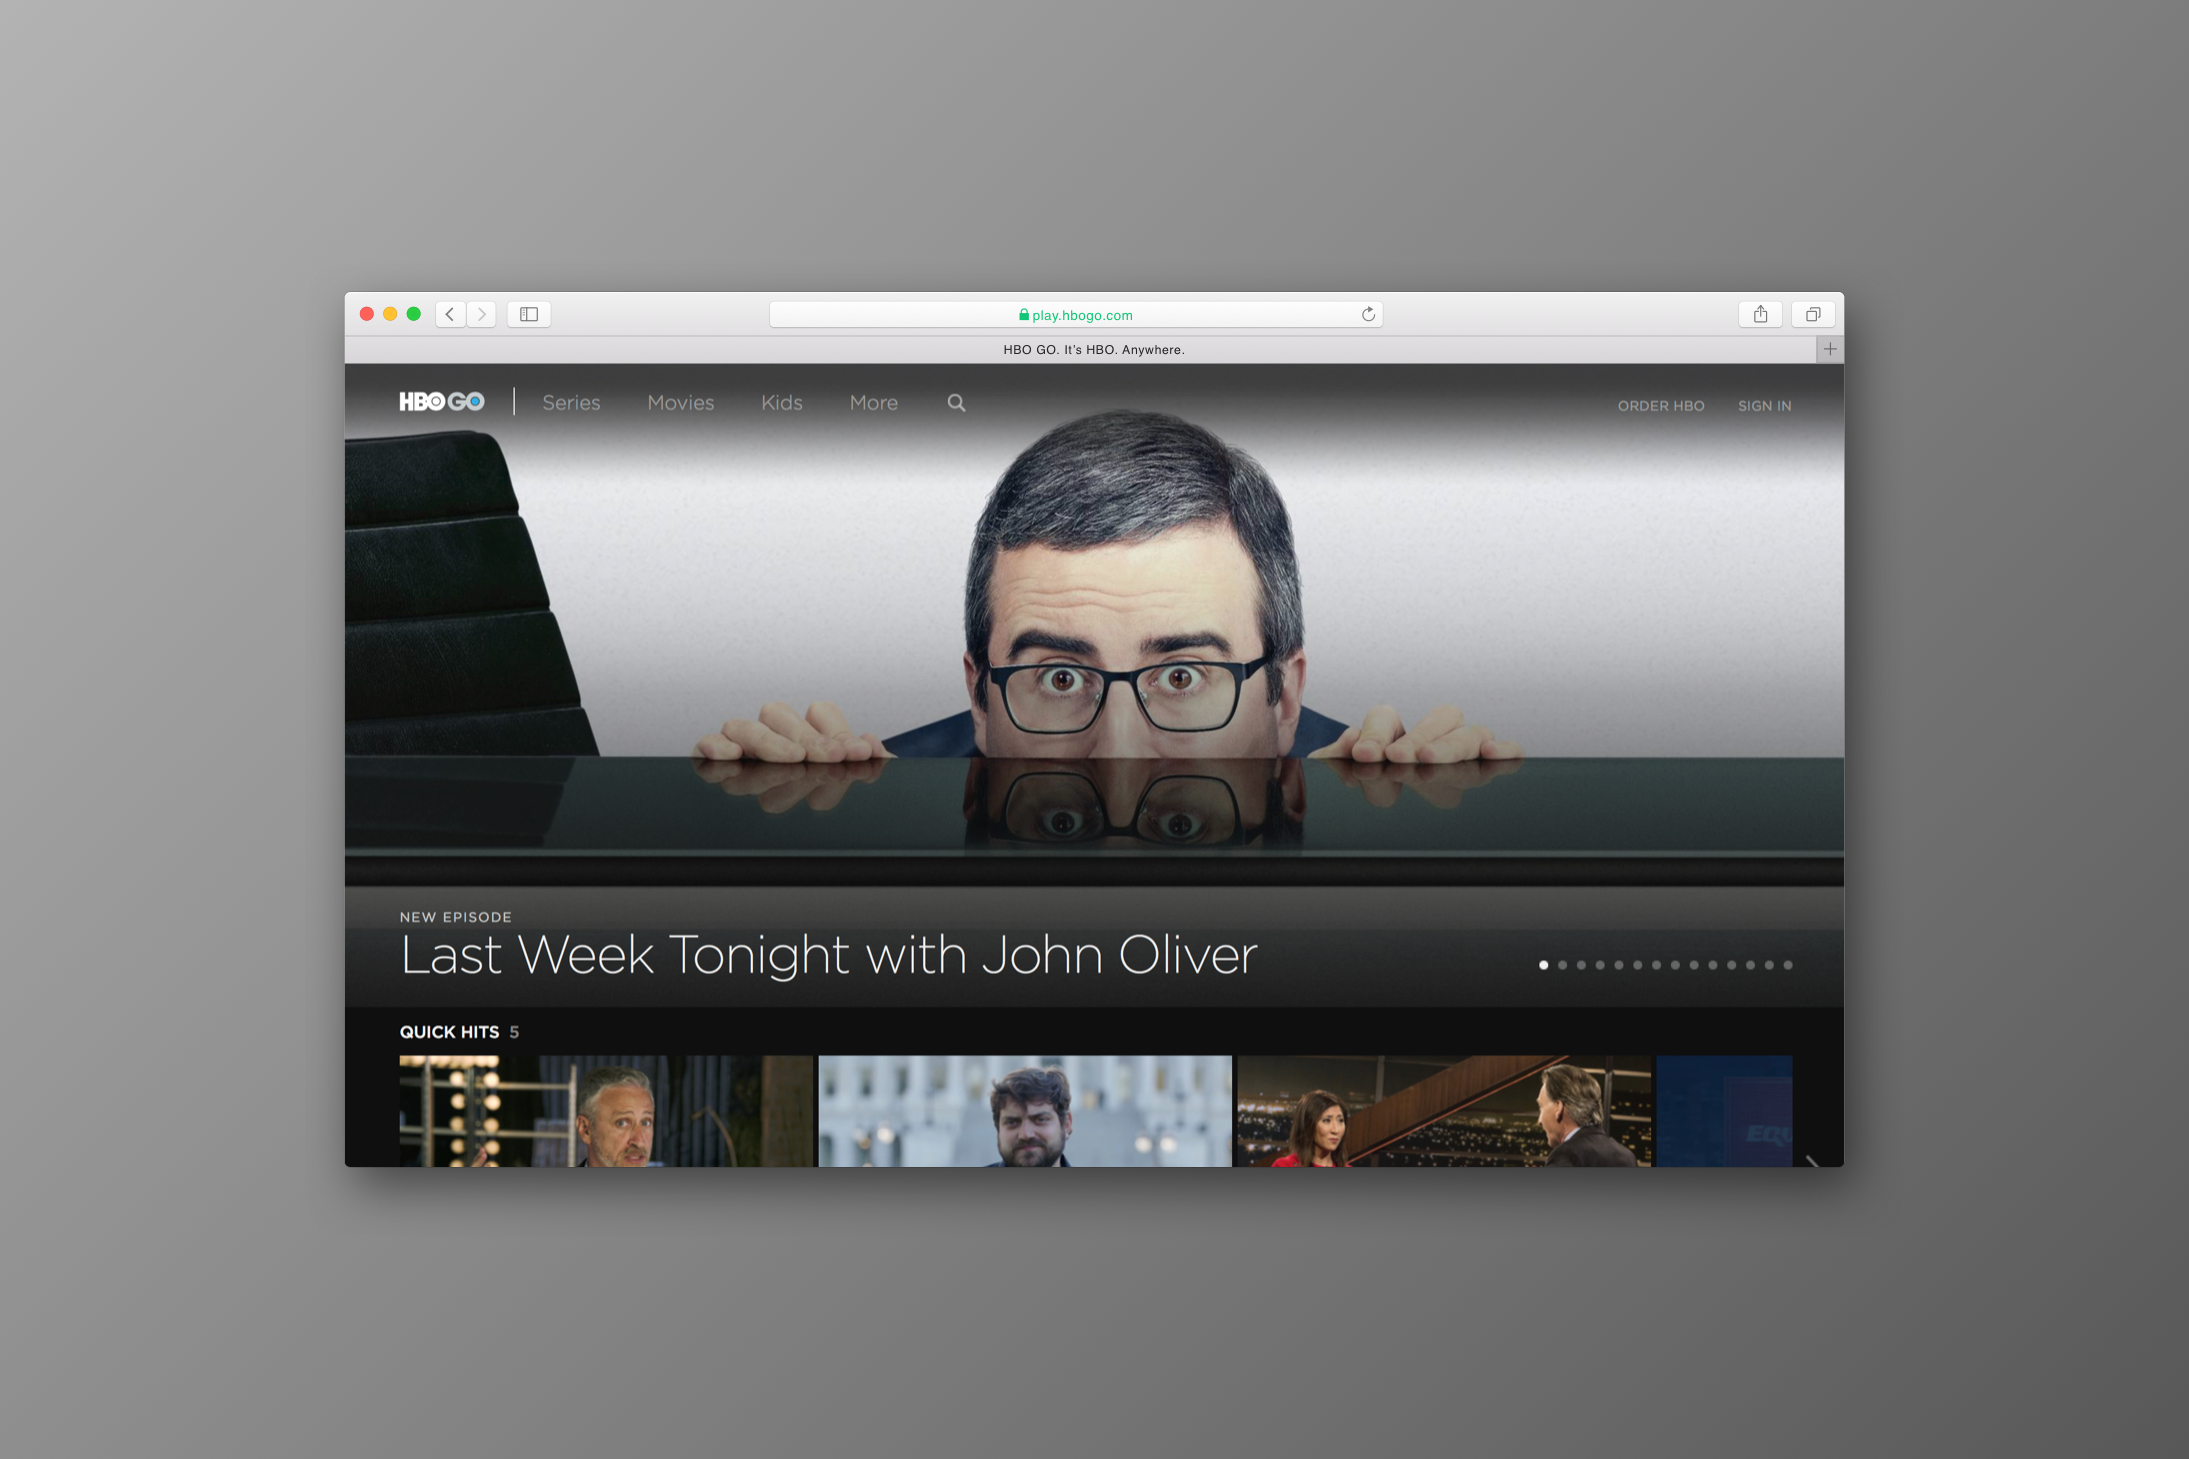 play.hbogo.com
HBO GO. It's HBO. Anywhere.
HBO GO Series Movies Kids More ORDER HBO SIGN IN
NEW EPISODE
Last Week Tonight with John Oliver
QUICK HITS 5